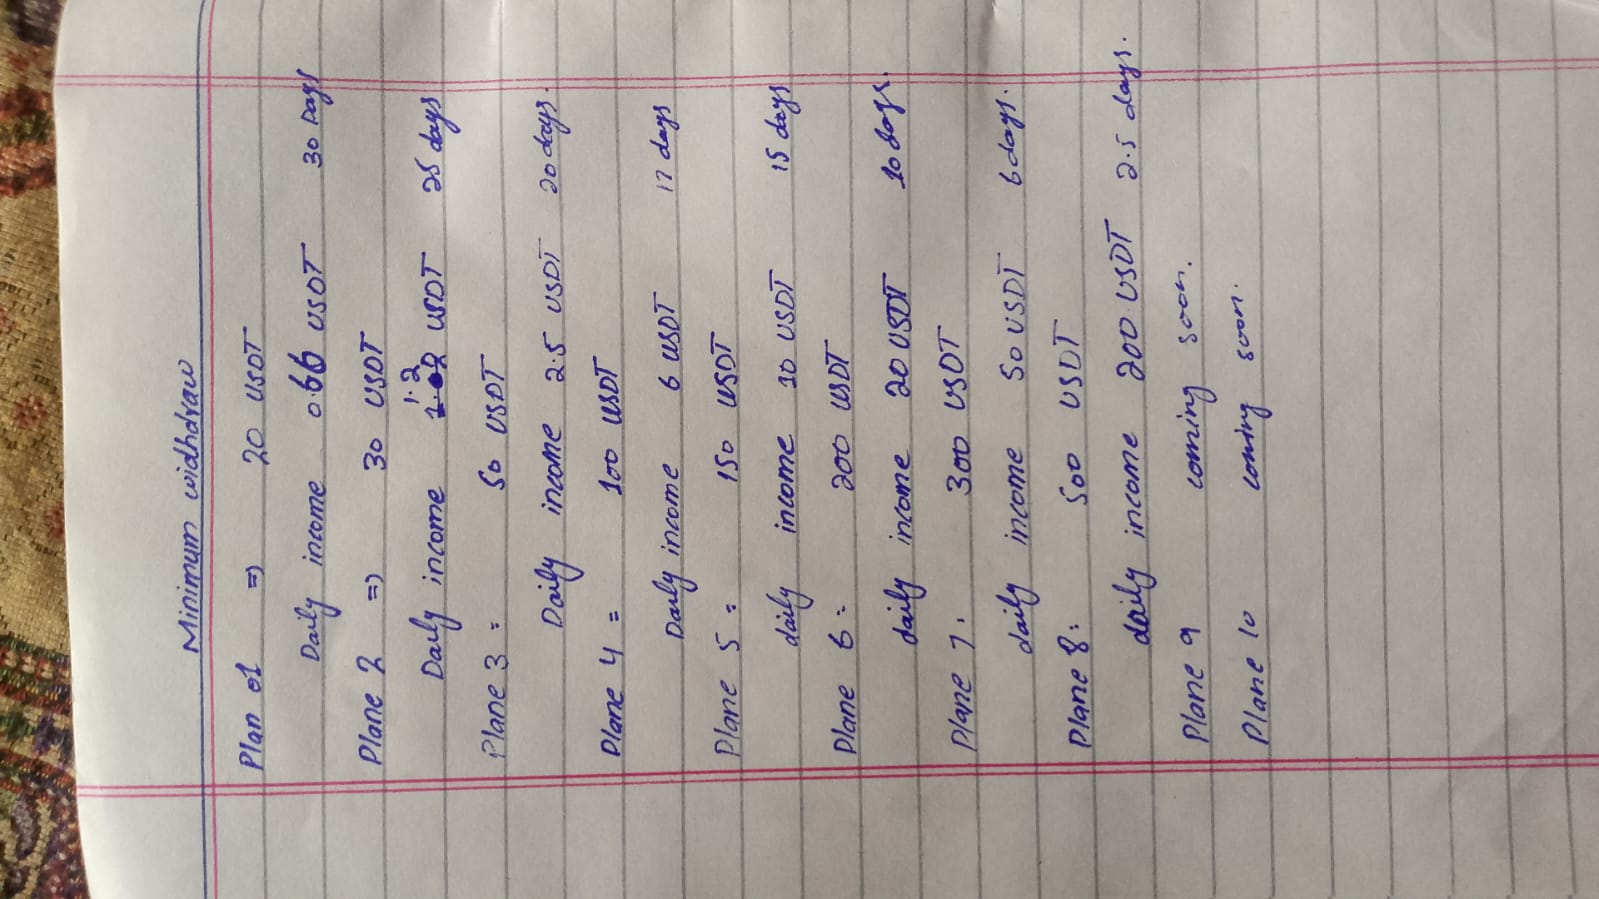 Minimum widhdraw
Plan 01 => 20 USDT
Daily income 0.66 USDT 30 Days
Plane 2 => 30 USDT
Daily income 1.2 USDT 25 days
Plane 3 = 50 USDT
Daily income 2.5 USDT 20 days.
Plane 4 = 100 USDT
Daily income 6 USDT 17 days
Plane 5 = 150 USDT
daily income 10 USDT 15 days
Plane 6 = 200 USDT
daily income 20 USDT 10 days.
Plane 7. 300 USDT
daily income 50 USDT 6 days.
Plane 8. 500 USDT
daily income 200 USDT 2.5 days.
Plane 9 coming soon.
Plane 10 coming soon.